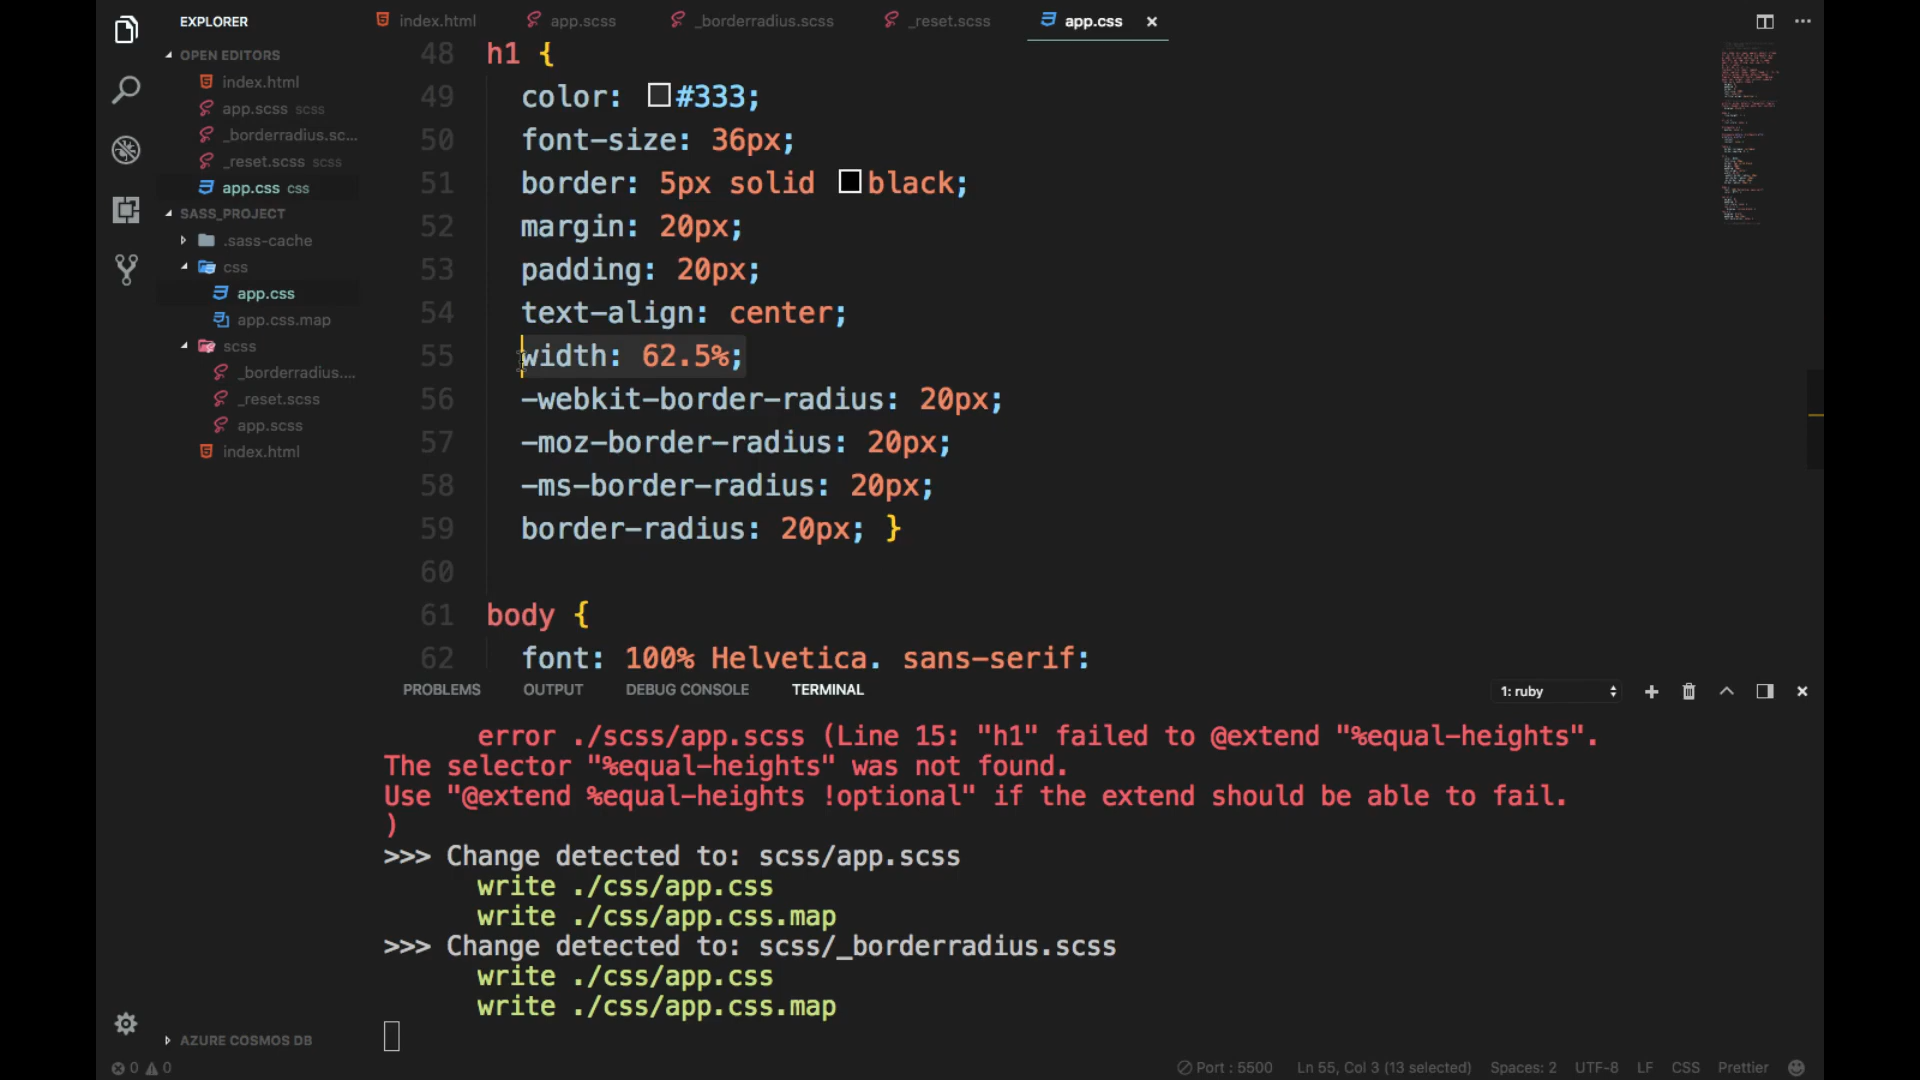 EXPLORER
OPEN EDITORS
index.html
app.scss scss
_borderradius.sc...
_reset.scss scss
app.css css
SASS_PROJECT
.sass-cache
css
app.css
app.css.map
scss
_borderradius....
_reset.scss
app.scss
index.html
AZURE COSMOS DB
index.html app.scss _borderradius.scss _reset.scss app.css
48 h1 {
49 color: #333;
50 font-size: 36px;
51 border: 5px solid black;
52 margin: 20px;
53 padding: 20px;
54 text-align: center;
55 width: 62.5%;
56 -webkit-border-radius: 20px;
57 -moz-border-radius: 20px;
58 -ms-border-radius: 20px;
59 border-radius: 20px; }
60
61 body {
62 font: 100% Helvetica. sans-serif:
PROBLEMS OUTPUT DEBUG CONSOLE TERMINAL 1: ruby
error ./scss/app.scss (Line 15: "h1" failed to @extend "%equal-heights".
The selector "%equal-heights" was not found.
Use "@extend %equal-heights !optional" if the extend should be able to fail.
)
>>> Change detected to: scss/app.scss
write ./css/app.css
write ./css/app.css.map
>>> Change detected to: scss/_borderradius.scss
write ./css/app.css
write ./css/app.css.map
0 0 Port : 5500 Ln 55, Col 3 (13 selected) Spaces: 2 UTF-8 LF CSS Prettier